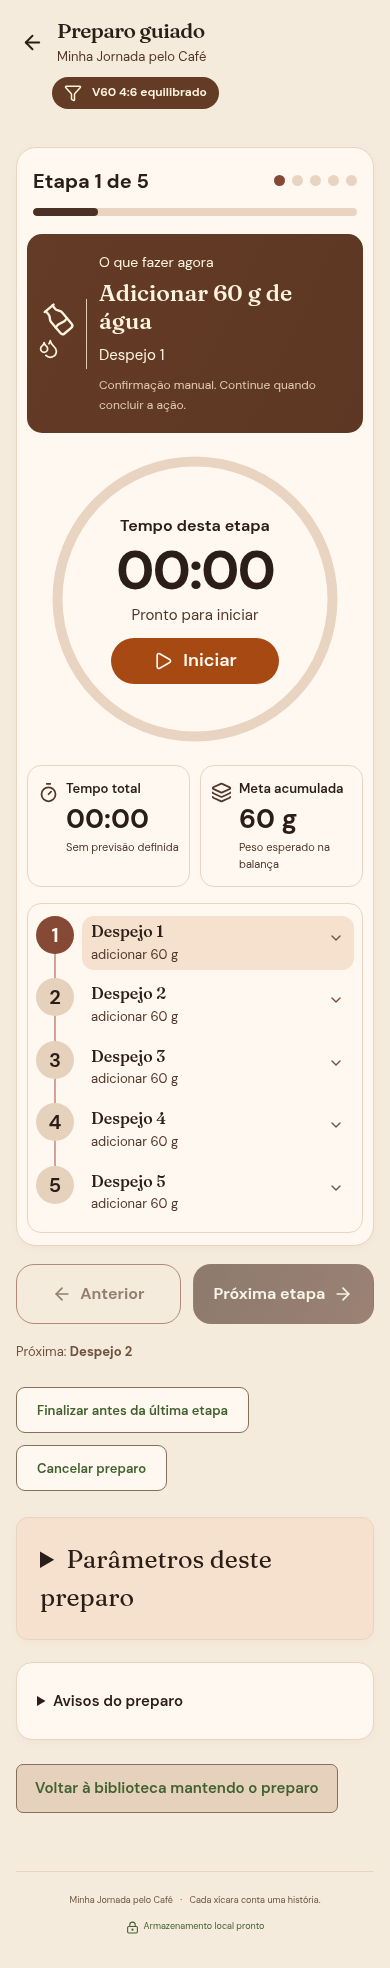 Preparo guiado
Minha Jornada pelo Café
V60 4:6 equilibrado
Etapa 1 de 5
O que fazer agora
Adicionar 60 g de
água
Despejo 1
Confirmação manual. Continue quando
concluir a ação.
Tempo desta etapa
00:00
Pronto para iniciar
Iniciar
Tempo total
00:00
Sem previsão definida
Meta acumulada
60 g
Peso esperado na
balança
1
Despejo 1
adicionar 60 g
2
Despejo 2
adicionar 60 g
3
Despejo 3
adicionar 60 g
4
Despejo 4
adicionar 60 g
5
Despejo 5
adicionar 60 g
Anterior
Próxima etapa
Próxima: Despejo 2
Finalizar antes da última etapa
Cancelar preparo
Parâmetros deste
preparo
Avisos do preparo
Voltar à biblioteca mantendo o preparo
Minha Jornada pelo Café · Cada xícara conta uma história.
Armazenamento local pronto